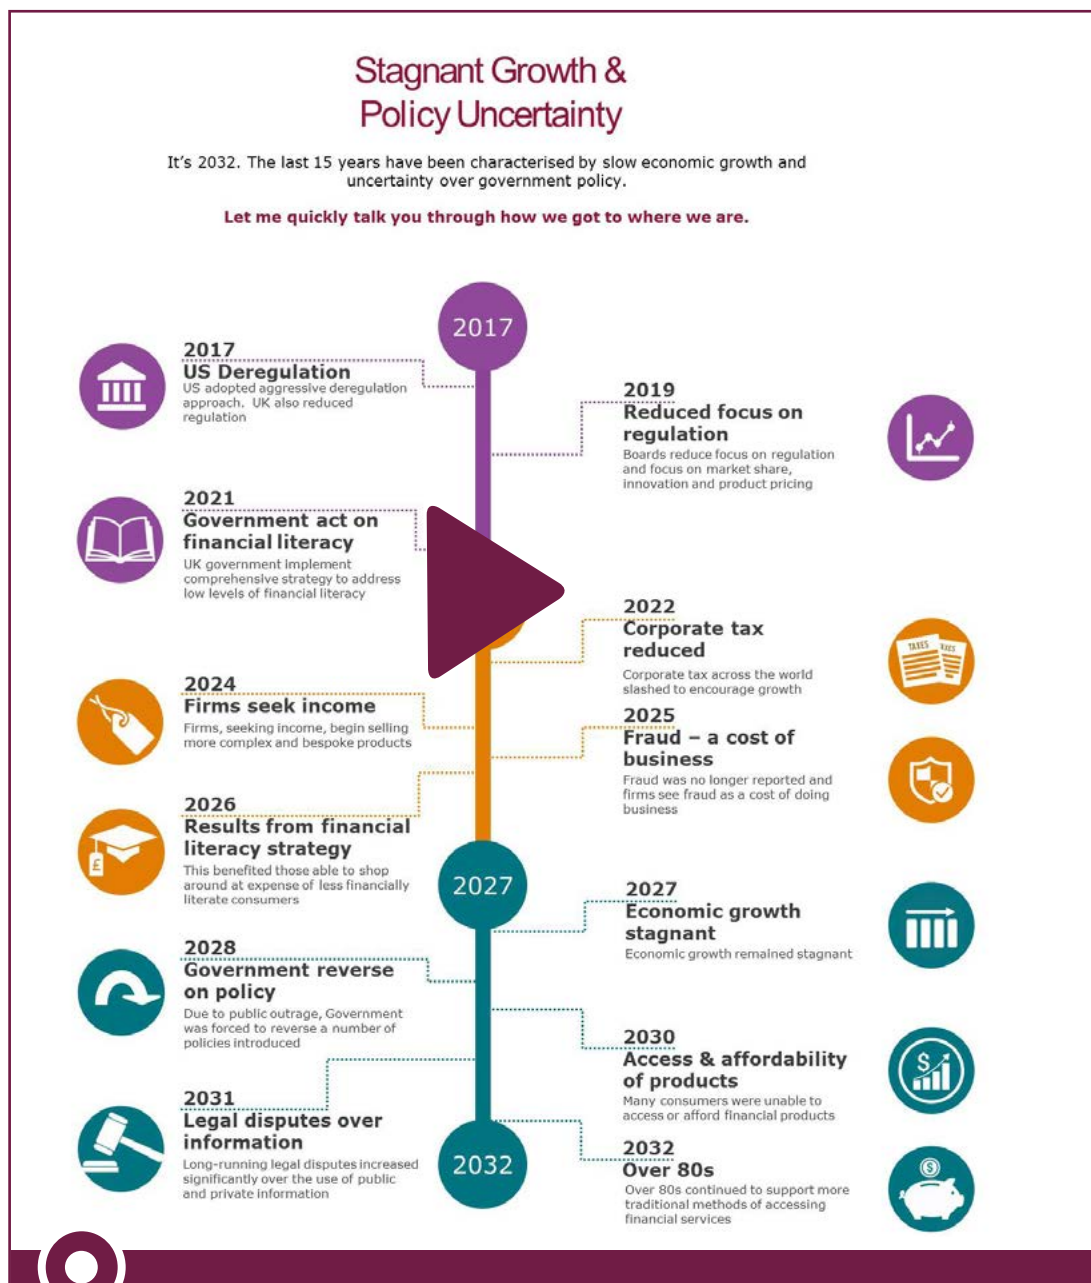 Stagnant Growth &
Policy Uncertainty
It's 2032. The last 15 years have been characterised by slow economic growth and
uncertainty over government policy.
Let me quickly talk you through how we got to where we are.
2017
2017
US Deregulation
US adopted aggressive deregulation
approach. UK also reduced
regulation
2019
Reduced focus on
regulation
Boards reduce focus on regulation
and focus on market share,
innovation and product pricing
2021
Government act on
financial literacy
UK government Implement
comprehensive strategy to address
low levels of financial literacy
2022
Corporate tax
reduced
Corporate tax across the world
slashed to encourage growth
TAXES
2024
Firms seek income
Firms, seeking income, begin selling
more complex and bespoke products
2025
Fraud – a cost of
business
Fraud was no longer reported and
firms see fraud as a cost of doing
business
2026
Results from financial
literacy strategy
This benefited those able to shop
around at expense of less financially
literate consumers
£
2027
2027
Economic growth
stagnant
Economic growth remained stagnant
2028
Government reverse
on policy
Due to public outrage, Government
was forced to reverse a number of
policies introduced
2030
Access & affordability
of products
Many consumers were unable to
access or afford financial products
$
2031
Legal disputes over
information
Long-running legal disputes increased
significantly over the use of public
and private information
2032
2032
Over 80s
Over 80s continued to support more
traditional methods of accessing
financial services
$